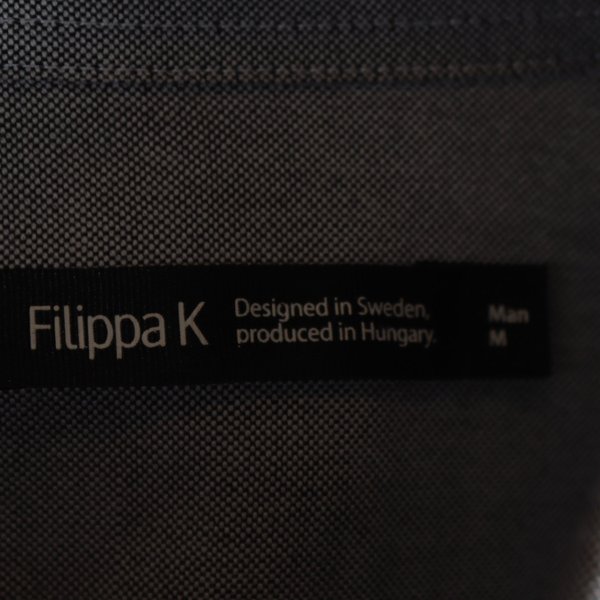 Filippa K
Designed in Sweden,
produced in Hungary.
Man
M